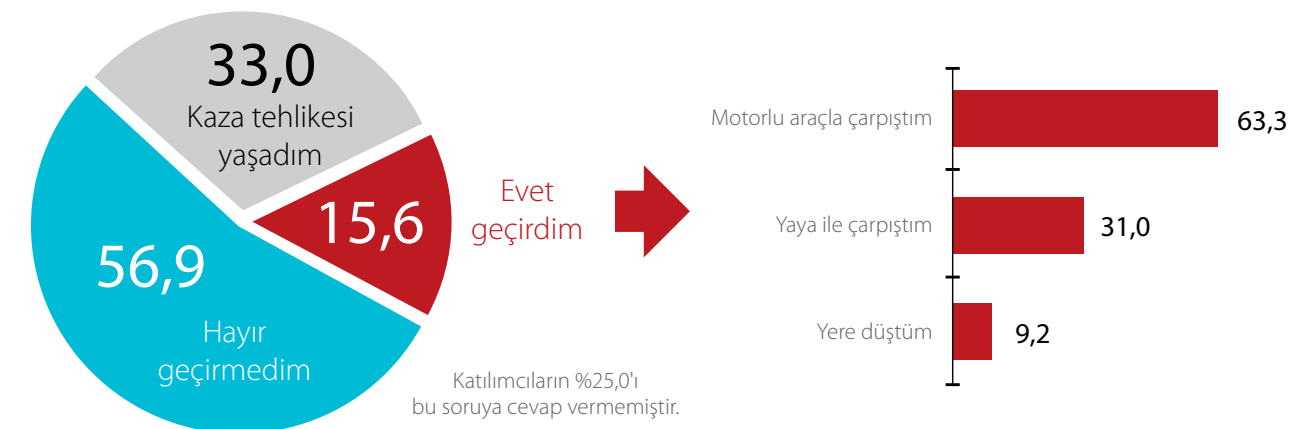 33,0
Kaza tehlikesi
yaşadım
15,6
Evet
geçirdim
56,9
Hayır
geçirmedim
Katılımcıların %25,0'ı
bu soruya cevap vermemiştir.
Motorlu araçla çarpıştım
63,3
Yaya ile çarpıştım
31,0
Yere düştüm
9,2